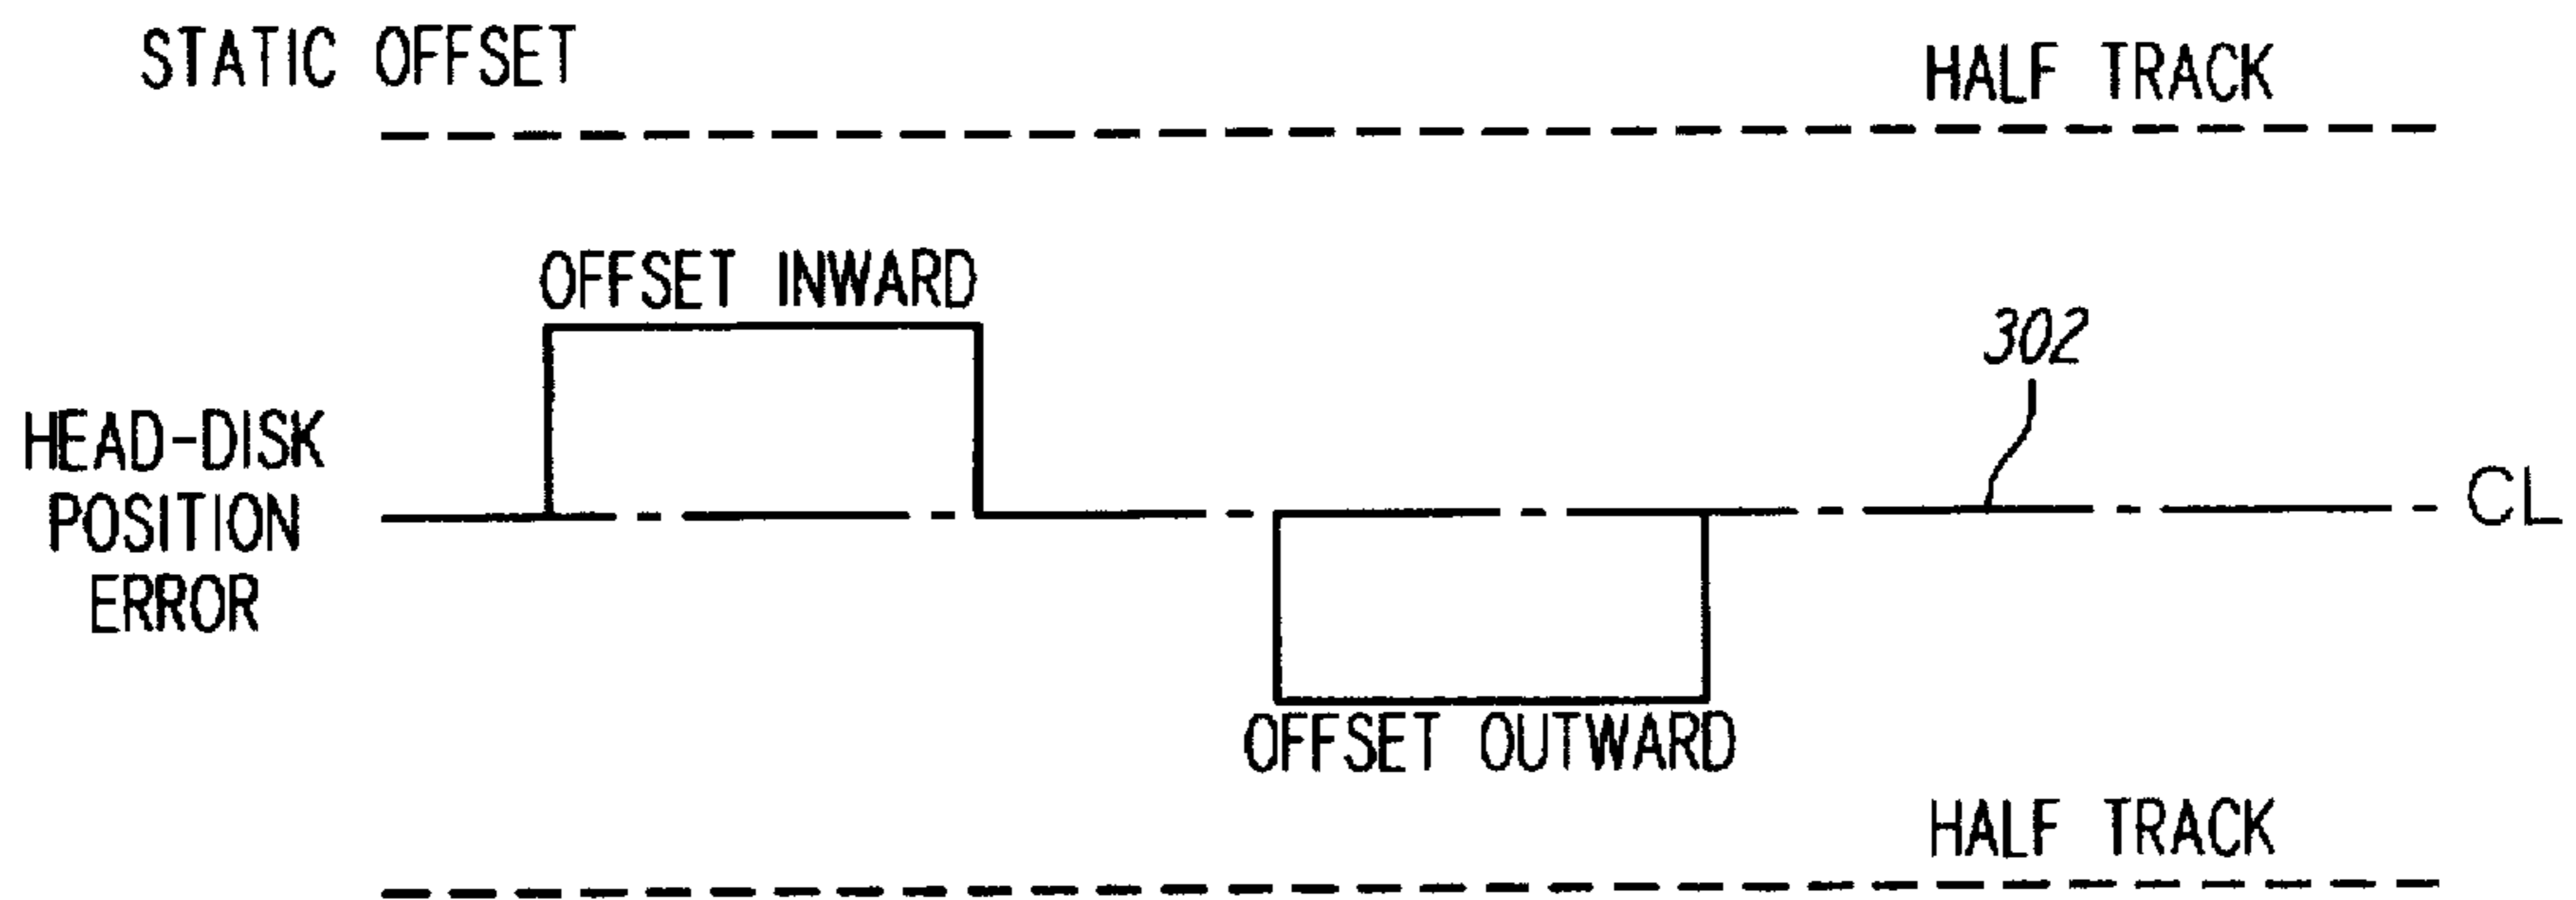 STATIC OFFSET
HALF TRACK
OFFSET INWARD
302
HEAD-DISK
POSITION
ERROR
CL
OFFSET OUTWARD
HALF TRACK